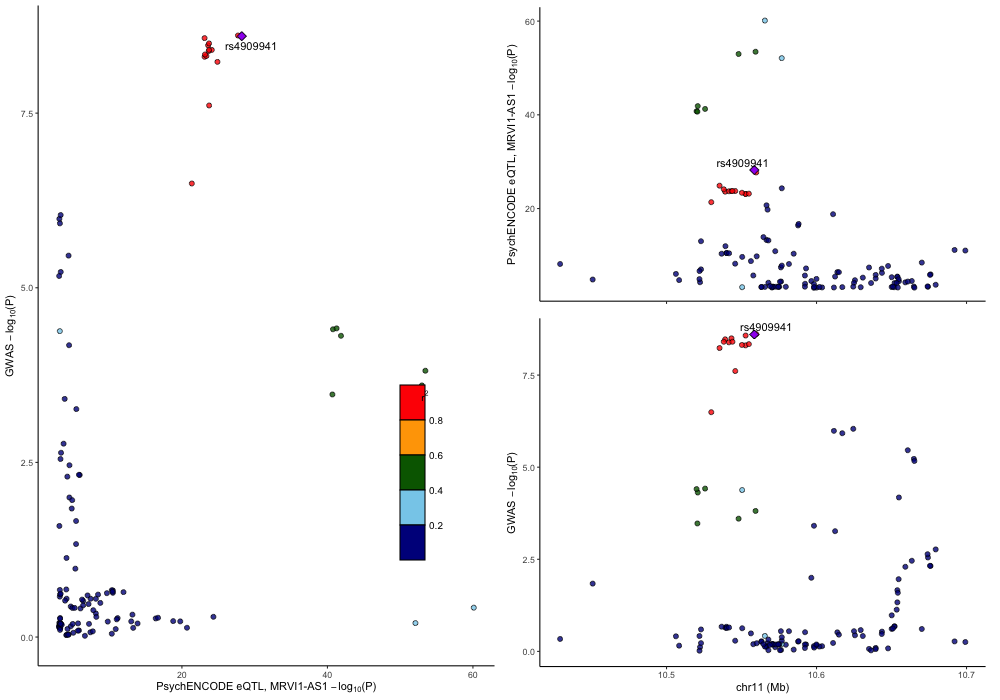 7.5
5.0
2.5
0.0
20
40
60
GWAS −log10(P)
PsychENCODE eQTL, MRVI1-AS1 −log10(P)
rs4909941
0.8
0.6
0.4
0.2
60
40
20
PsychENCODE eQTL, MRVI1-AS1 −log10(P)
rs4909941
7.5
5.0
2.5
0.0
GWAS −log10(P)
rs4909941
10.5
10.6
10.7
chr11 (Mb)